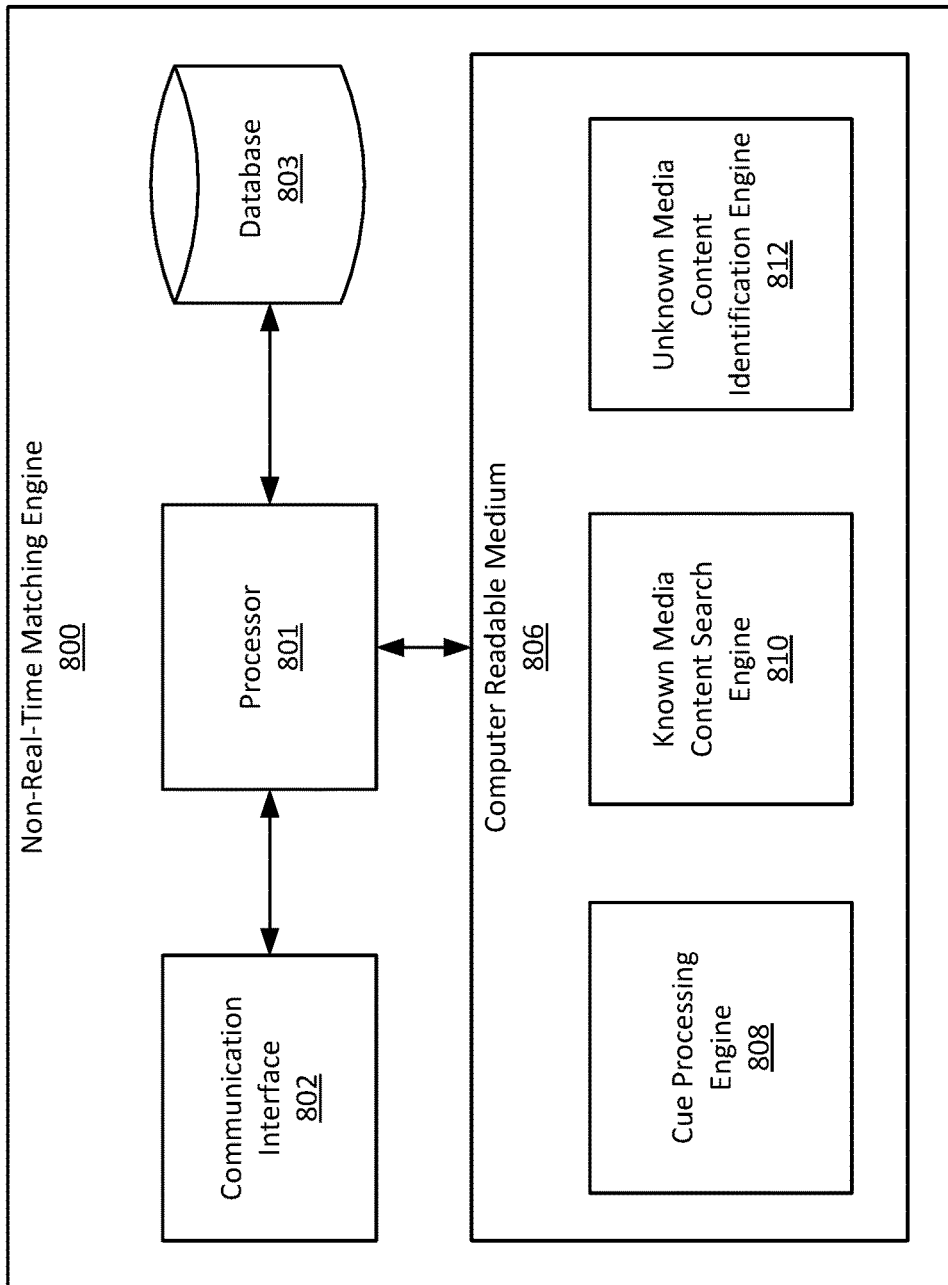 Non-Real-Time Matching Engine
800
Communication
Interface
802
Processor
801
Database
803
Computer Readable Medium
806
Cue Processing
Engine
808
Known Media
Content Search
Engine
810
Unknown Media
Content
Identification Engine
812